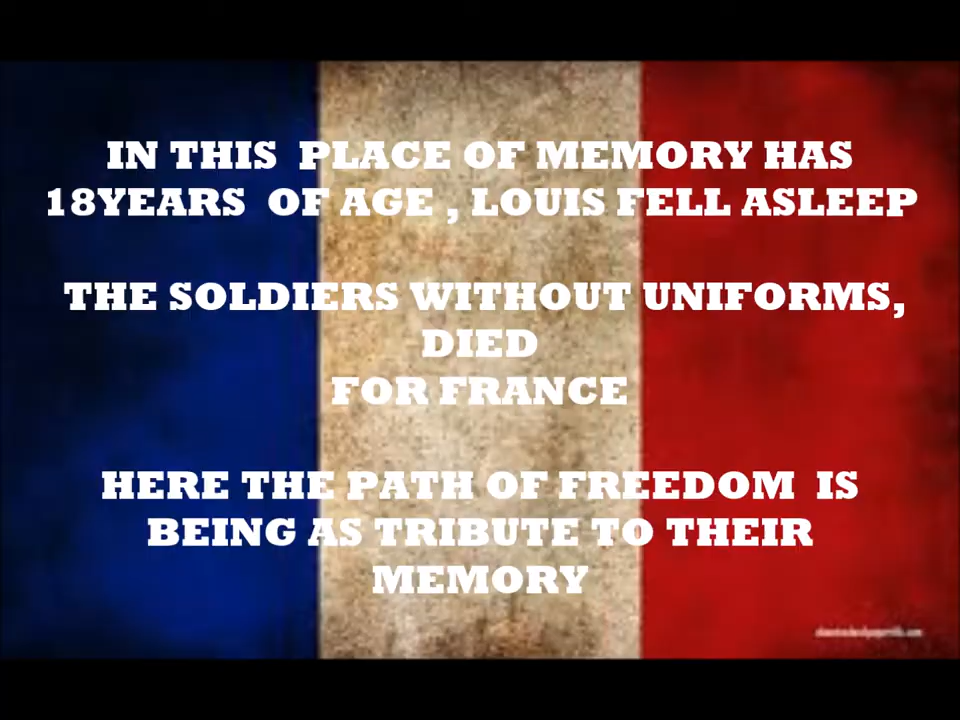 IN THIS PLACE OF MEMORY HAS
18YEARS OF AGE , LOUIS FELL ASLEEP
THE SOLDIERS WITHOUT UNIFORMS,
DIED
FOR FRANCE
HERE THE PATH OF FREEDOM IS
BEING AS TRIBUTE TO THEIR
MEMORY